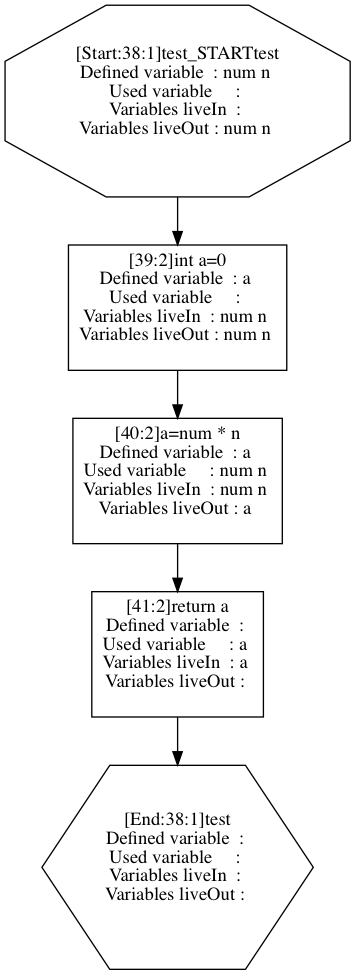 [Start:38:1]test_STARTtest
Defined variable  : num n
Used variable     :
Variables liveIn  :
Variables liveOut : num n
[39:2]int a=0
Defined variable  : a
Used variable     :
Variables liveIn  : num n
Variables liveOut : num n
[40:2]a=num * n
Defined variable  : a
Used variable     : num n
Variables liveIn  : num n
Variables liveOut : a
[41:2]return a
Defined variable  :
Used variable     : a
Variables liveIn  : a
Variables liveOut :
[End:38:1]test
Defined variable  :
Used variable     :
Variables liveIn  :
Variables liveOut :